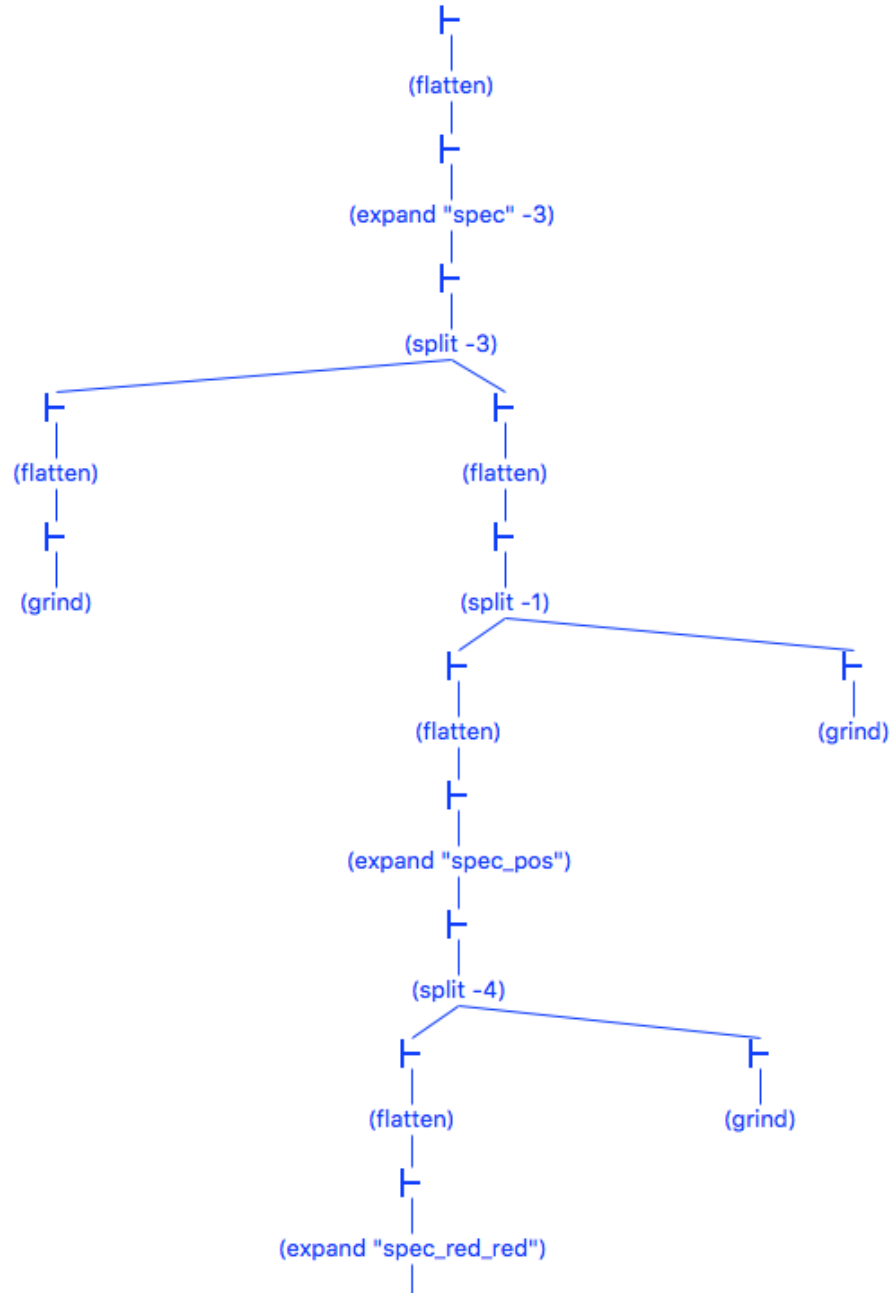 ⊢
(flatten)
⊢
(expand "spec" -3)
⊢
(split -3)
⊢ ⊢
(flatten) (flatten)
⊢ ⊢
(grind) (split -1)
⊢ ⊢
(flatten) (grind)
⊢
(expand "spec_pos")
⊢
(split -4)
⊢ ⊢
(flatten) (grind)
⊢
(expand "spec_red_red")